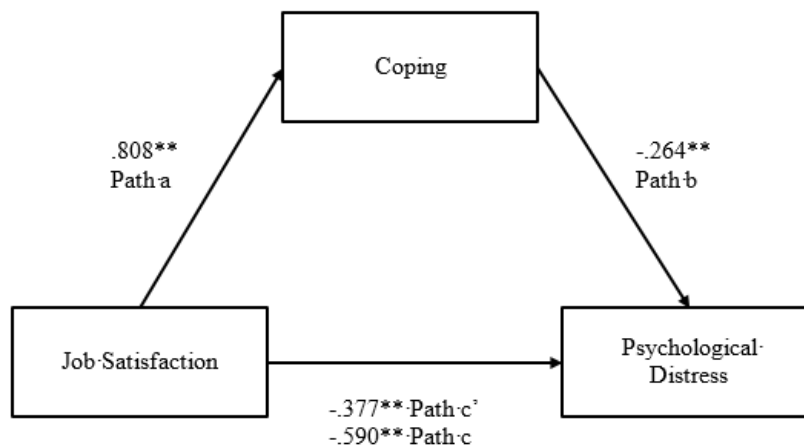 Coping
.808**
Path·a
-.264**
Path·b
Job·Satisfaction
Psychological·
Distress
-.377**·Path·c’
-.590**·Path·c